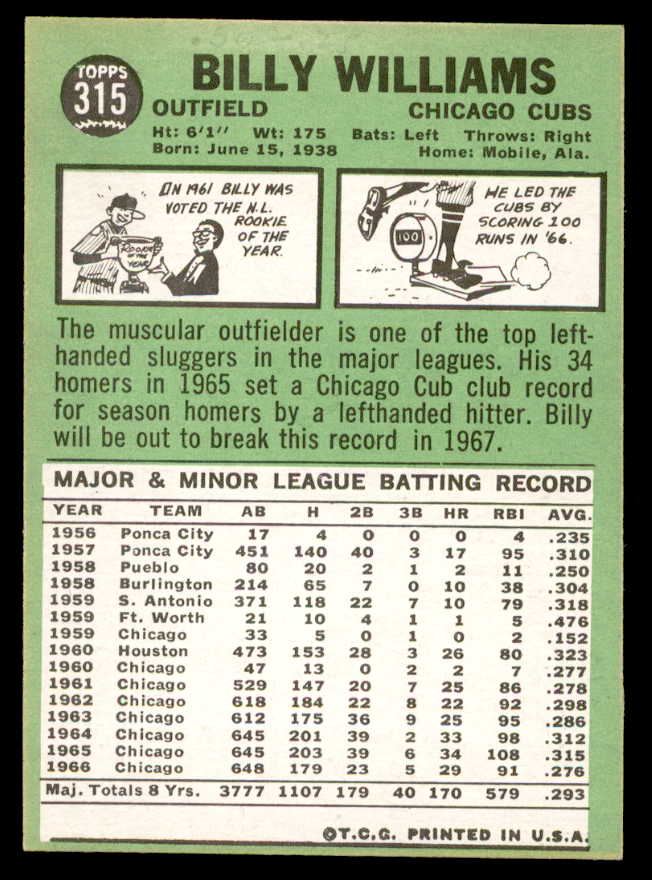 TOPPS
315
BILLY WILLIAMS
OUTFIELD CHICAGO CUBS
Ht: 6'1" Wt: 175 Bats: Left Throws: Right
Born: June 15, 1938 Home: Mobile, Ala.
IN 1961 BILLY WAS
VOTED THE N.L.
ROOKIE
OF THE
YEAR.
ROOKIE
OF THE
YEAR
HE LED THE
CUBS BY
SCORING 100
RUNS IN '66.
100
The muscular outfielder is one of the top left-
handed sluggers in the major leagues. His 34
homers in 1965 set a Chicago Cub club record
for season homers by a lefthanded hitter. Billy
will be out to break this record in 1967.
MAJOR & MINOR LEAGUE BATTING RECORD
YEAR TEAM AB H 2B 3B HR RBI AVG.
1956 Ponca City 17 4 0 0 0 4 .235
1957 Ponca City 451 140 40 3 17 95 .310
1958 Pueblo 80 20 2 1 2 11 .250
1958 Burlington 214 65 7 0 10 38 .304
1959 S. Antonio 371 118 22 7 10 79 .318
1959 Ft. Worth 21 10 4 1 1 5 .476
1959 Chicago 33 5 0 1 0 2 .152
1960 Houston 473 153 28 3 26 80 .323
1960 Chicago 47 13 0 2 2 7 .277
1961 Chicago 529 147 20 7 25 86 .278
1962 Chicago 618 184 22 8 22 92 .298
1963 Chicago 612 175 36 9 25 95 .286
1964 Chicago 645 201 39 2 33 98 .312
1965 Chicago 645 203 39 6 34 108 .315
1966 Chicago 648 179 23 5 29 91 .276
Maj. Totals 8 Yrs. 3777 1107 179 40 170 579 .293
©T.C.G. PRINTED IN U.S.A.